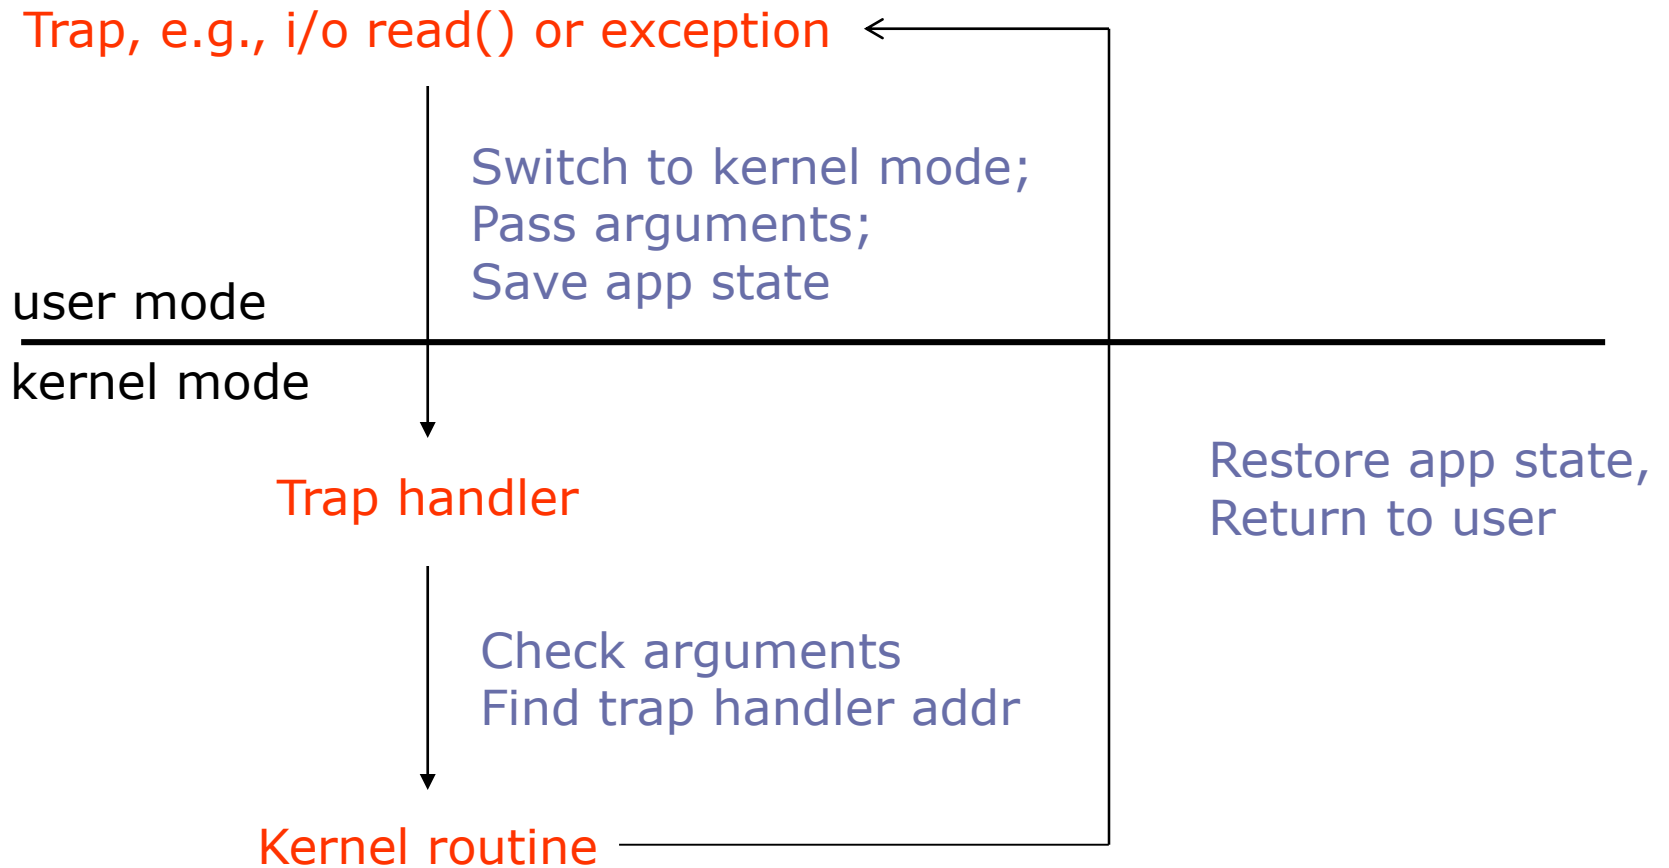 Trap, e.g., i/o read() or exception
Switch to kernel mode;
Pass arguments;
Save app state
user mode
kernel mode
Trap handler
Restore app state,
Return to user
Check arguments
Find trap handler addr
Kernel routine